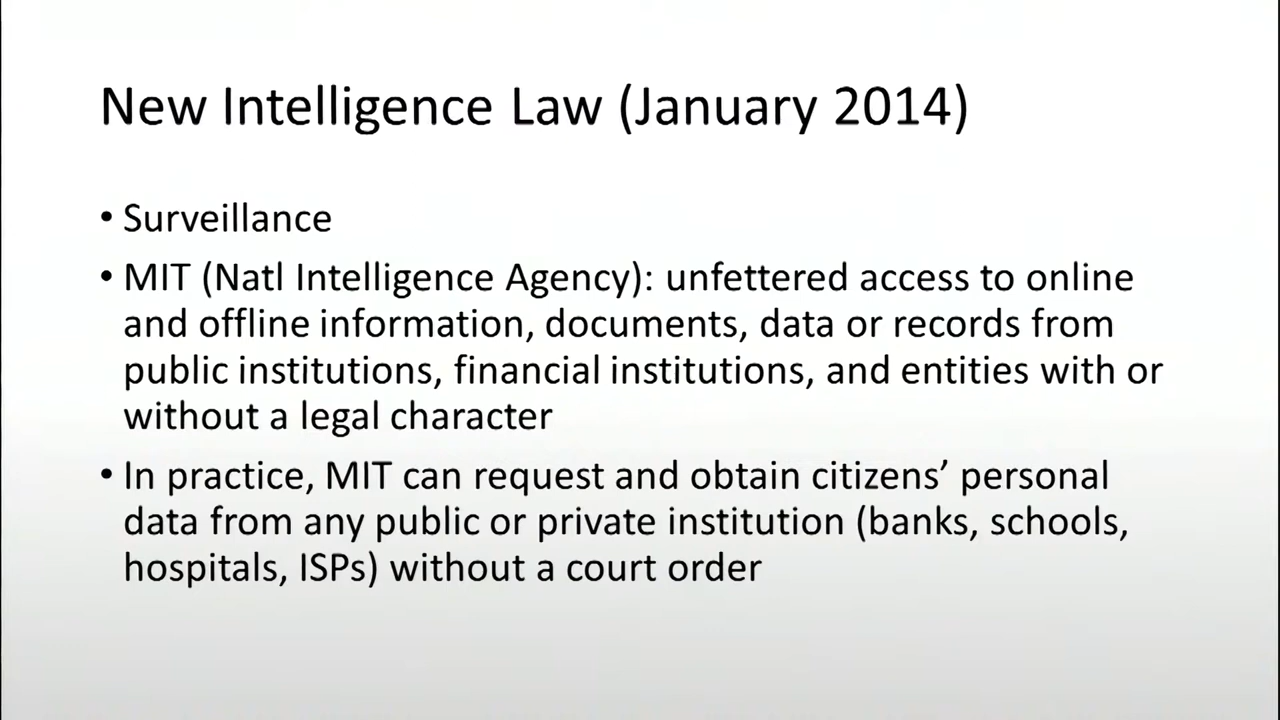 New Intelligence Law (January 2014)
• Surveillance
• MIT (Natl Intelligence Agency): unfettered access to online
and offline information, documents, data or records from
public institutions, financial institutions, and entities with or
without a legal character
• In practice, MIT can request and obtain citizens’ personal
data from any public or private institution (banks, schools,
hospitals, ISPs) without a court order